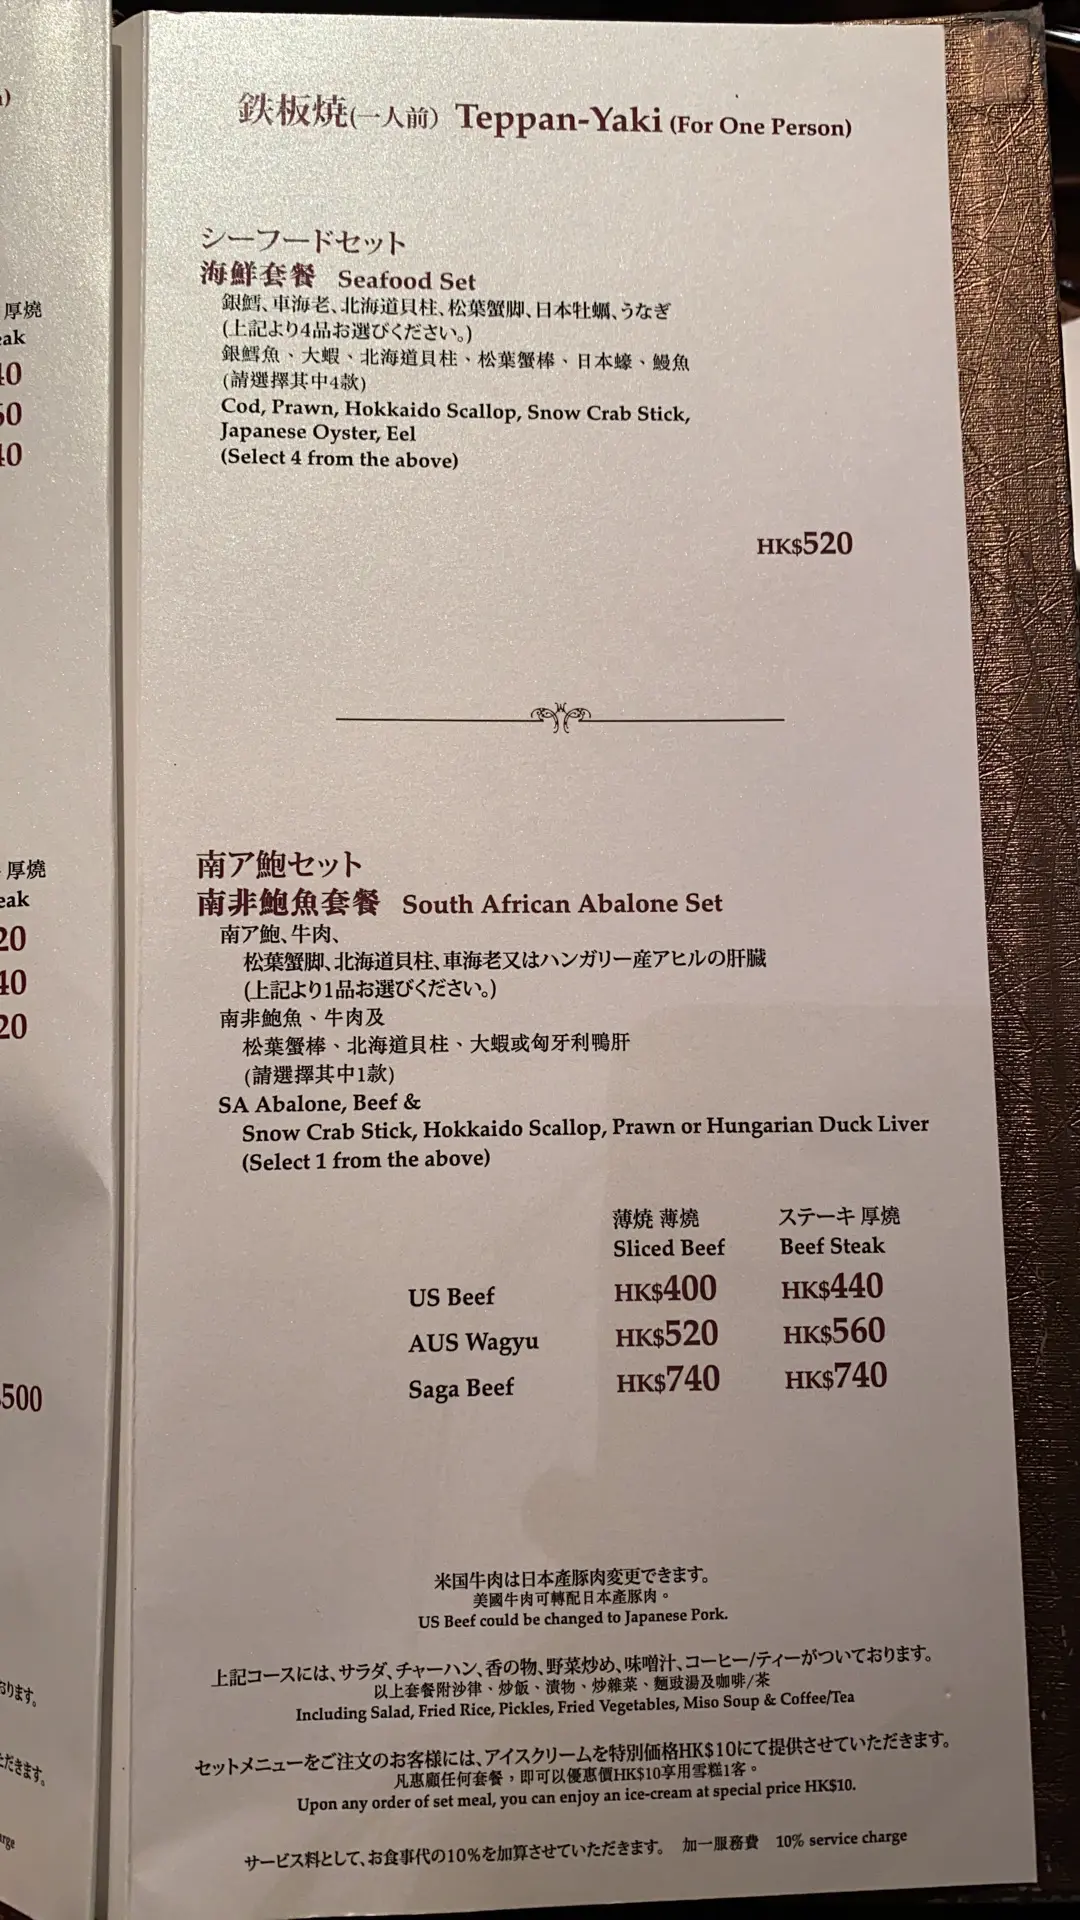 鉄板焼(一人前) Teppan-Yaki (For One Person)
シーフードセット
海鮮套餐 Seafood Set
銀鱈、車海老、北海道貝柱、松葉蟹脚、日本牡蠣、うなぎ
(上記より4品お選びください。)
銀鱈魚、大蝦、北海道貝柱、松葉蟹棒、日本蠔、鰻魚
(請選擇其中4款)
Cod, Prawn, Hokkaido Scallop, Snow Crab Stick,
Japanese Oyster, Eel
(Select 4 from the above)
HK$520
南ア鮑セット
南非鮑魚套餐 South African Abalone Set
南ア鮑、牛肉、
松葉蟹脚、北海道貝柱、車海老又はハンガリー産アヒルの肝臓
(上記より1品お選びください。)
南非鮑魚、牛肉及
松葉蟹棒、北海道貝柱、大蝦或匈牙利鴨肝
(請選擇其中1款)
SA Abalone, Beef &
Snow Crab Stick, Hokkaido Scallop, Prawn or Hungarian Duck Liver
(Select 1 from the above)
薄焼 薄燒 ステーキ 厚燒
Sliced Beef Beef Steak
US Beef HK$400 HK$440
AUS Wagyu HK$520 HK$560
Saga Beef HK$740 HK$740
米国牛肉は日本産豚肉変更できます。
美國牛肉可轉配日本產豚肉。
US Beef could be changed to Japanese Pork.
上記コースには、サラダ、チャーハン、香の物、野菜炒め、味噌汁、コーヒー/ティーがついております。
以上套餐附沙律、炒飯、漬物、炒雜菜、麵豉湯及咖啡/茶
Including Salad, Fried Rice, Pickles, Fried Vegetables, Miso Soup & Coffee/Tea
セットメニューをご注文のお客様には、アイスクリームを特別価格HK$10にて提供させていただきます。
凡惠顧任何套餐，即可以優惠價HK$10享用雪糕1客。
Upon any order of set meal, you can enjoy an ice-cream at special price HK$10.
サービス料として、お食事代の10%を加算させていただきます。 加一服務費 10% service charge
厚燒
厚燒
500